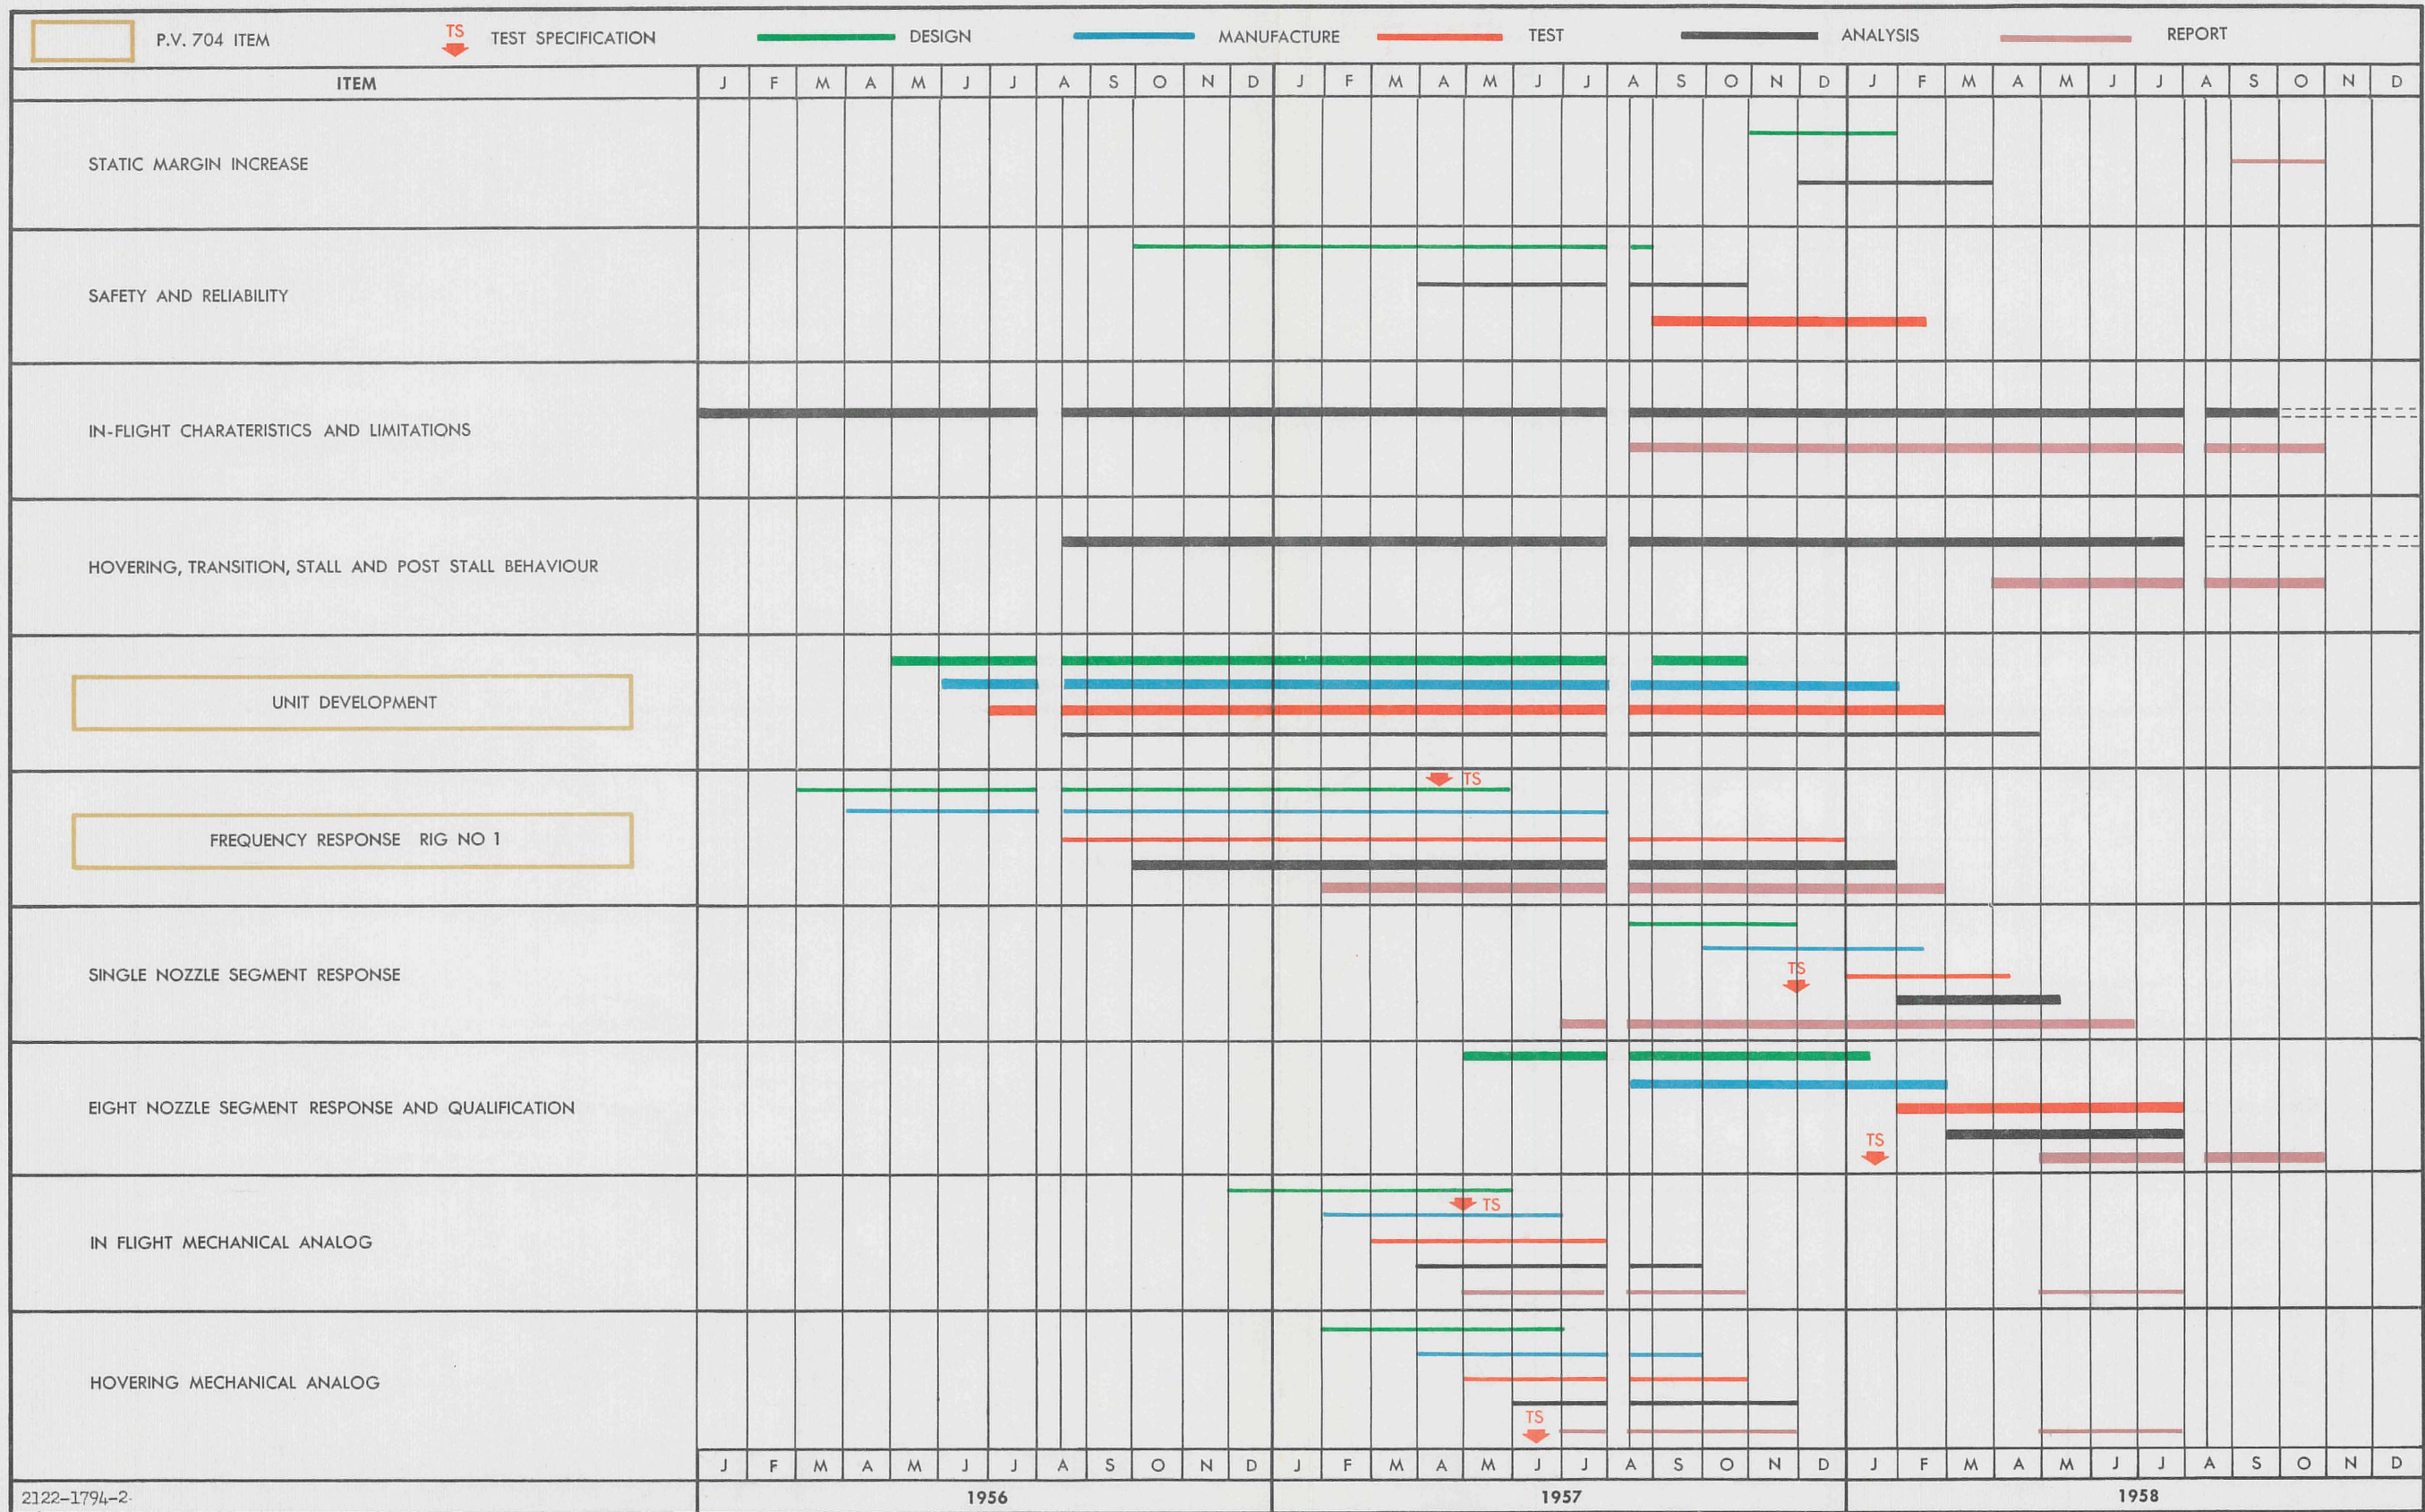 P.V. 704 ITEM TS TEST SPECIFICATION DESIGN MANUFACTURE TEST ANALYSIS REPORT
ITEM J F M A M J J A S O N D J F M A M J J A S O N D J F M A M J J A S O N D
STATIC MARGIN INCREASE
SAFETY AND RELIABILITY
IN-FLIGHT CHARATERISTICS AND LIMITATIONS
HOVERING, TRANSITION, STALL AND POST STALL BEHAVIOUR
UNIT DEVELOPMENT
TS
FREQUENCY RESPONSE RIG NO 1
TS
SINGLE NOZZLE SEGMENT RESPONSE
EIGHT NOZZLE SEGMENT RESPONSE AND QUALIFICATION
TS
TS
IN FLIGHT MECHANICAL ANALOG
HOVERING MECHANICAL ANALOG
TS
J F M A M J J A S O N D J F M A M J J A S O N D J F M A M J J A S O N D
2122-1794-2 1956 1957 1958